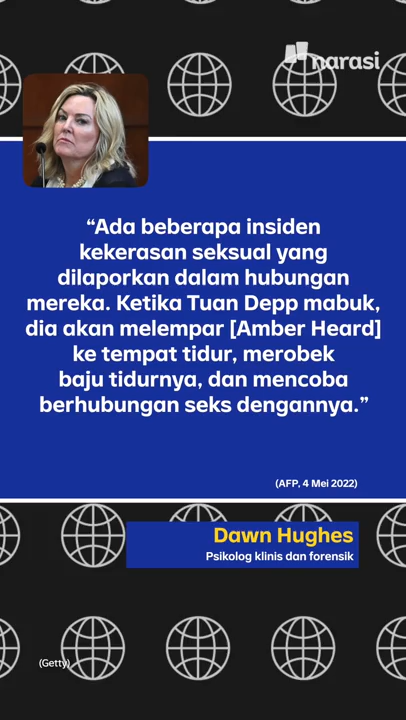 narasi
“Ada beberapa insiden
kekerasan seksual yang
dilaporkan dalam hubungan
mereka. Ketika Tuan Depp mabuk,
dia akan melempar [Amber Heard]
ke tempat tidur, merobek
baju tidurnya, dan mencoba
berhubungan seks dengannya.”
(AFP, 4 Mei 2022)
Dawn Hughes
Psikolog klinis dan forensik
(Getty)